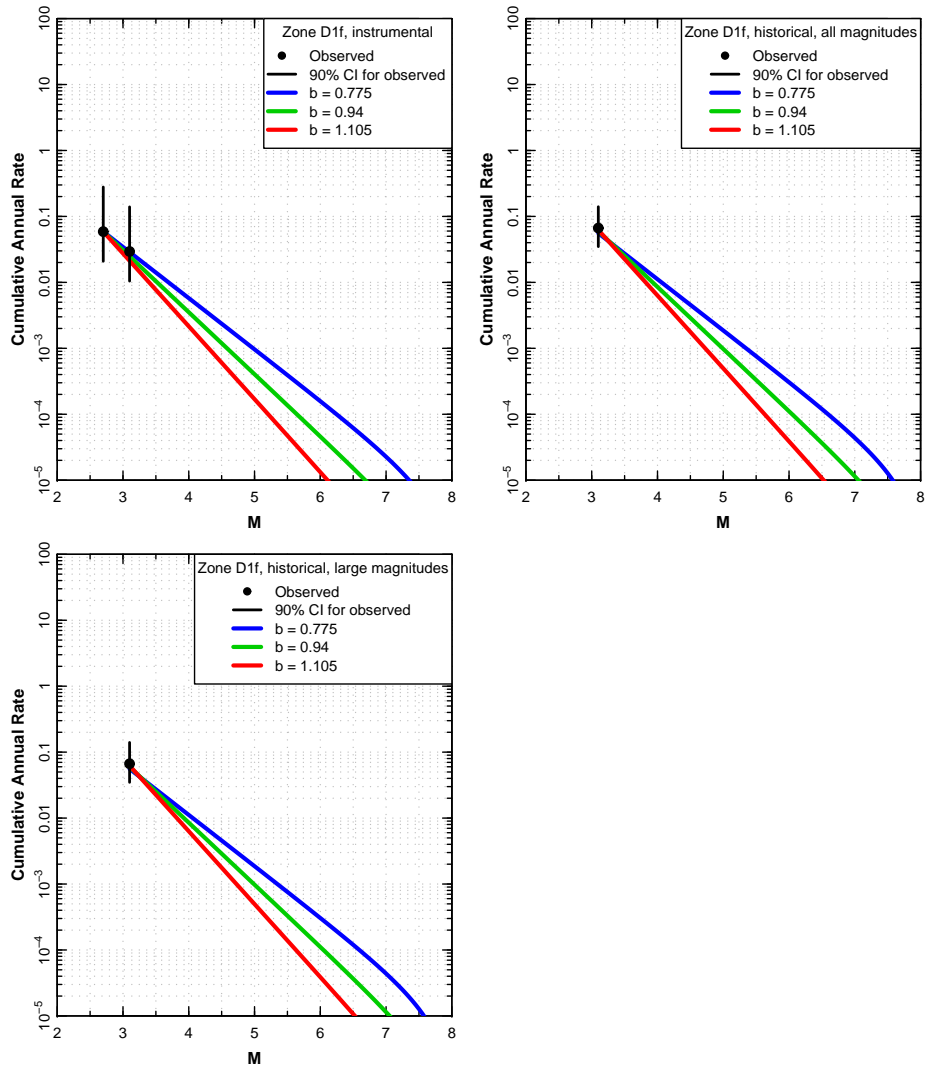 Zone D1f, instrumental
Observed
90% CI for observed
b = 0.775
b = 0.94
b = 1.105
Cumulative Annual Rate
100
10
1
0.1
0.01
10⁻³
10⁻⁴
10⁻⁵
2 3 4 5 6 7 8
M
Zone D1f, historical, all magnitudes
Observed
90% CI for observed
b = 0.775
b = 0.94
b = 1.105
Cumulative Annual Rate
100
10
1
0.1
0.01
10⁻³
10⁻⁴
10⁻⁵
2 3 4 5 6 7 8
M
Zone D1f, historical, large magnitudes
Observed
90% CI for observed
b = 0.775
b = 0.94
b = 1.105
Cumulative Annual Rate
100
10
1
0.1
0.01
10⁻³
10⁻⁴
10⁻⁵
2 3 4 5 6 7 8
M